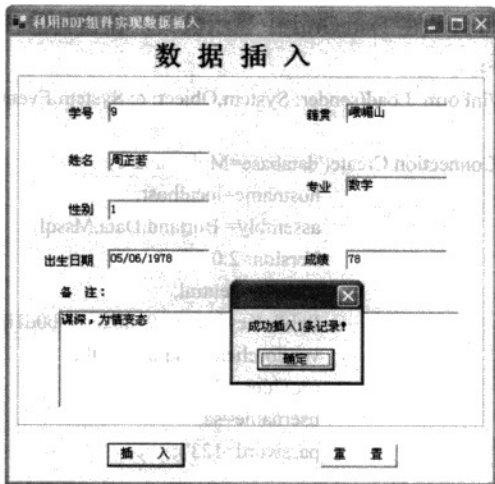 利用BDP组件实现数据插入
数据插入
学号 9
籍贯 峨嵋山
姓名 周正若
专业 数学
性别 1
出生日期 05/06/1978
成绩 78
备 注：
谋深，为情变态
成功插入1条记录！
确定
插 入
重 置